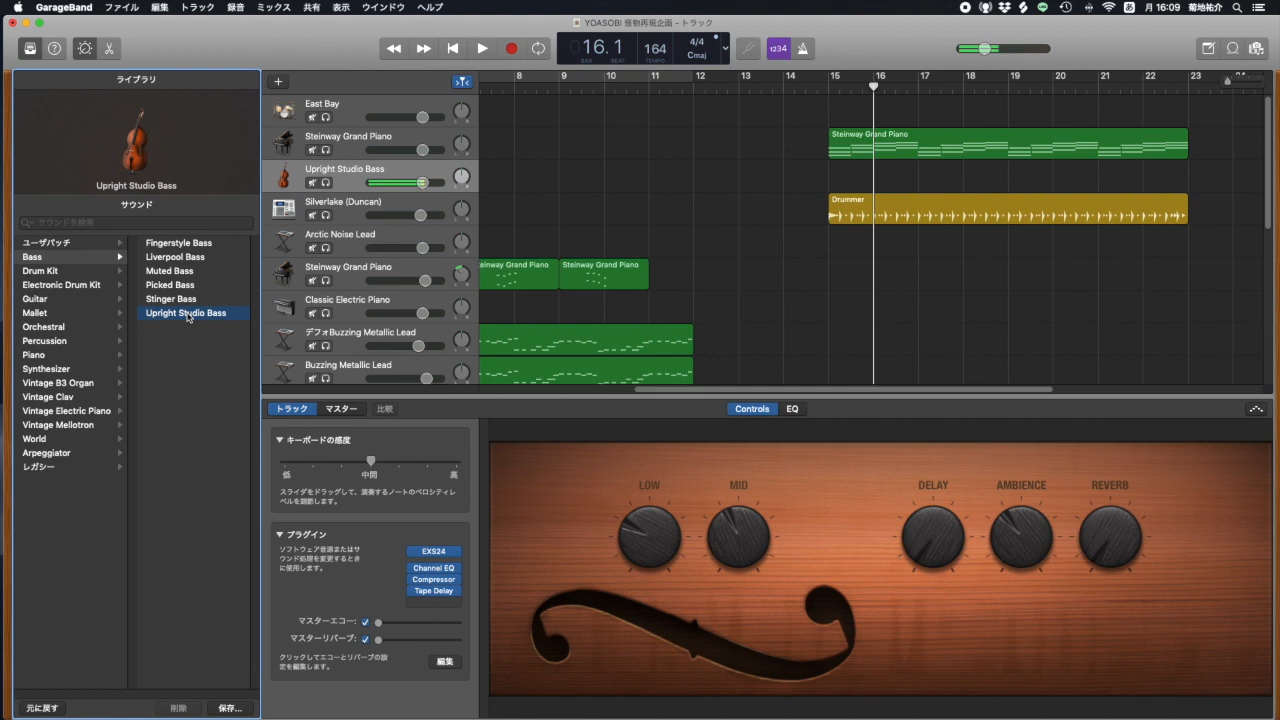 GarageBand ファイル 編集 トラック 録音 ミックス 共有 表示 ウインドウ ヘルプ
あ 月 16:09 菊地祐介
YOASOBI 怪物再現企画 - トラック
16.1
BAR BEAT
164
TEMPO
4/4
Cmaj
1234
ライブラリ
Upright Studio Bass
サウンド
サウンドを検索
ユーザパッチ
Bass
Drum Kit
Electronic Drum Kit
Guitar
Mallet
Orchestral
Percussion
Piano
Synthesizer
Vintage B3 Organ
Vintage Clav
Vintage Electric Piano
Vintage Mellotron
World
Arpeggiator
レガシー
Fingerstyle Bass
Liverpool Bass
Muted Bass
Picked Bass
Stinger Bass
Upright Studio Bass
元に戻す 削除 保存...
8 9 10 11 12 13 14 15 16 17 18 19 20 21 22 23 24
East Bay
Steinway Grand Piano
Upright Studio Bass
Silverlake (Duncan)
Arctic Noise Lead
Steinway Grand Piano
Classic Electric Piano
デフォBuzzing Metallic Lead
Buzzing Metallic Lead
Steinway Grand Piano
Drummer
teinway Grand Piano
Steinway Grand Piano
トラック マスター 比較
Controls EQ
▼ キーボードの感度
低 中間 高
スライダをドラッグして、演奏するノートのベロシティレ
ベルを調節します。
▼ プラグイン
ソフトウェア音源またはサ
ウンド処理を変更するとき
に使用します。
EXS24
Channel EQ
Compressor
Tape Delay
マスターエコー:
マスターリバーブ:
クリックしてエコーとリバーブの設
定を編集します。
編集
LOW MID DELAY AMBIENCE REVERB